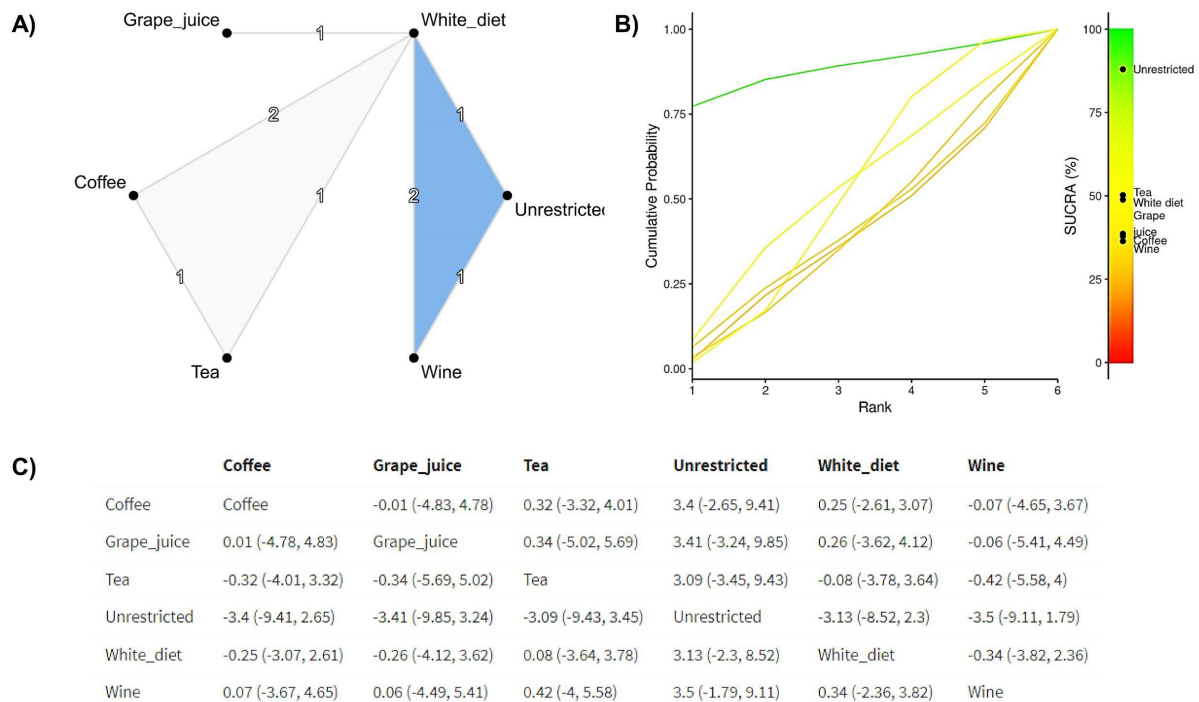 A)
Grape_juice
White_diet
1
2
1
Coffee
1
2
Unrestricted
1
1
Tea
Wine
B)
1.00
0.75
0.50
0.25
0.00
Cumulative Probability
1 2 3 4 5 6
Rank
100
75
50
25
0
SUCRA (%)
Unrestricted
Tea
White diet
Grape
juice
Coffee
Wine
C)
Coffee Grape_juice Tea Unrestricted White_diet Wine
Coffee Coffee -0.01 (-4.83, 4.78) 0.32 (-3.32, 4.01) 3.4 (-2.65, 9.41) 0.25 (-2.61, 3.07) -0.07 (-4.65, 3.67)
Grape_juice 0.01 (-4.78, 4.83) Grape_juice 0.34 (-5.02, 5.69) 3.41 (-3.24, 9.85) 0.26 (-3.62, 4.12) -0.06 (-5.41, 4.49)
Tea -0.32 (-4.01, 3.32) -0.34 (-5.69, 5.02) Tea 3.09 (-3.45, 9.43) -0.08 (-3.78, 3.64) -0.42 (-5.58, 4)
Unrestricted -3.4 (-9.41, 2.65) -3.41 (-9.85, 3.24) -3.09 (-9.43, 3.45) Unrestricted -3.13 (-8.52, 2.3) -3.5 (-9.11, 1.79)
White_diet -0.25 (-3.07, 2.61) -0.26 (-4.12, 3.62) 0.08 (-3.64, 3.78) 3.13 (-2.3, 8.52) White_diet -0.34 (-3.82, 2.36)
Wine 0.07 (-3.67, 4.65) 0.06 (-4.49, 5.41) 0.42 (-4, 5.58) 3.5 (-1.79, 9.11) 0.34 (-2.36, 3.82) Wine